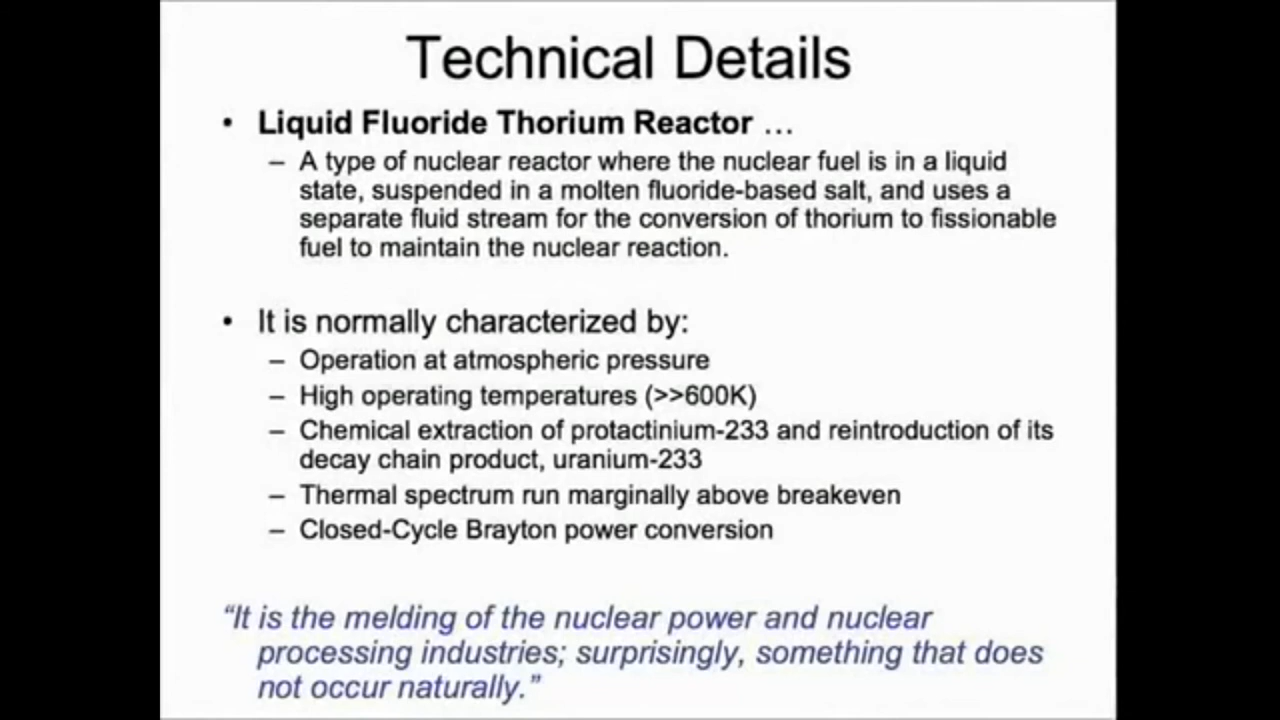 Technical Details
• Liquid Fluoride Thorium Reactor …
– A type of nuclear reactor where the nuclear fuel is in a liquid
state, suspended in a molten fluoride-based salt, and uses a
separate fluid stream for the conversion of thorium to fissionable
fuel to maintain the nuclear reaction.
• It is normally characterized by:
– Operation at atmospheric pressure
– High operating temperatures (>>600K)
– Chemical extraction of protactinium-233 and reintroduction of its
decay chain product, uranium-233
– Thermal spectrum run marginally above breakeven
– Closed-Cycle Brayton power conversion
“It is the melding of the nuclear power and nuclear
processing industries; surprisingly, something that does
not occur naturally.”